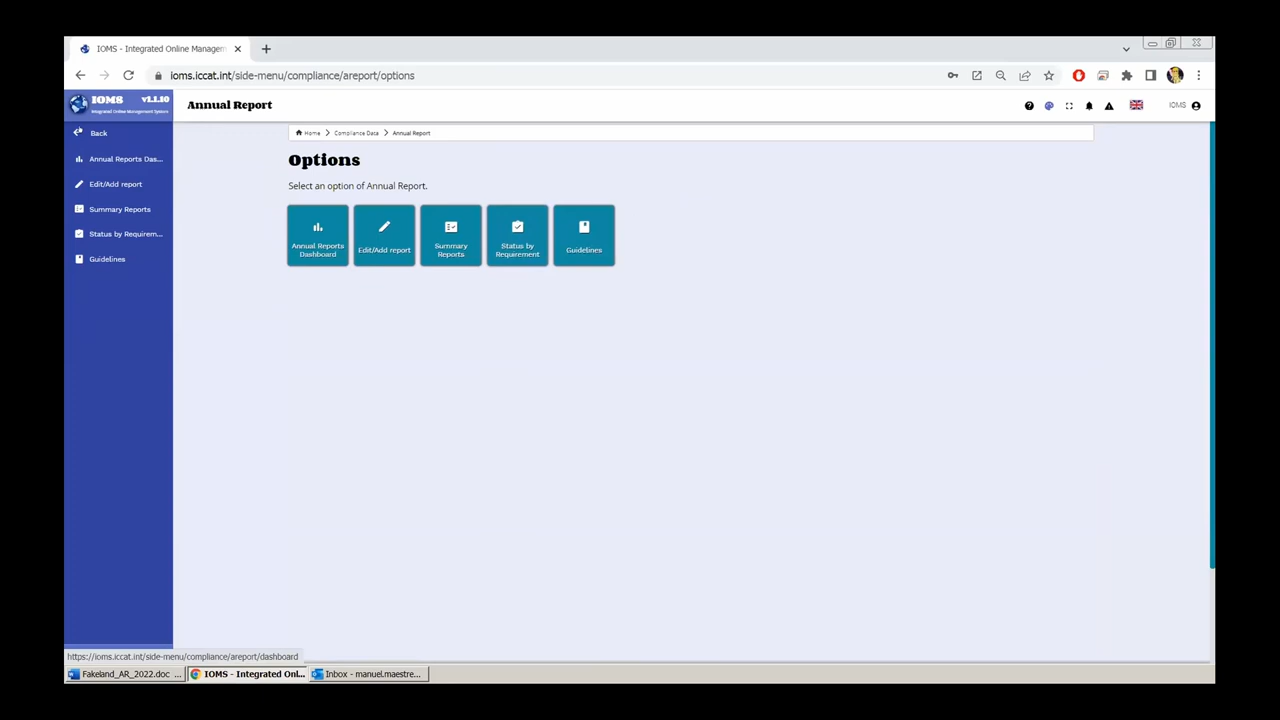 IOMS - Integrated Online Managem
ioms.iccat.int/side-menu/compliance/areport/options
IOMS v1.1.10
Integrated Online Management System
Annual Report
IOMS
Back
Home > Compliance Data > Annual Report
Annual Reports Das...
Edit/Add report
Summary Reports
Status by Requirem...
Guidelines
Options
Select an option of Annual Report.
Annual Reports
Dashboard
Edit/Add report
Summary
Reports
Status by
Requirement
Guidelines
https://ioms.iccat.int/side-menu/compliance/areport/dashboard
Fakeland_AR_2022.doc ...
IOMS - Integrated Onl...
Inbox - manuel.maestre...